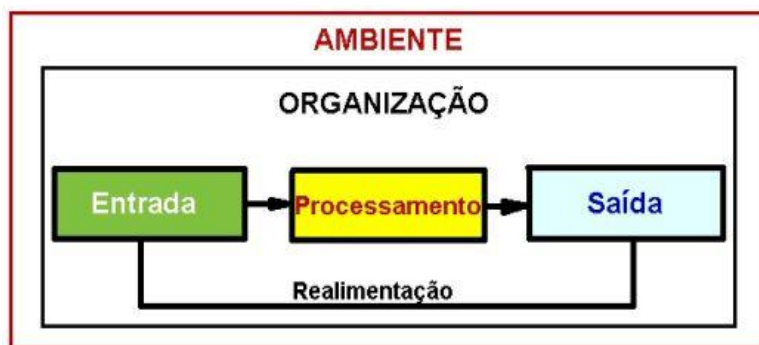 AMBIENTE
ORGANIZAÇÃO
Entrada
Processamento
Saída
Realimentação